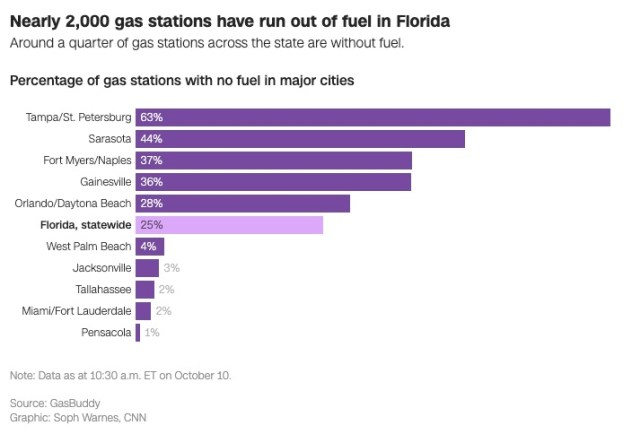 Nearly 2,000 gas stations have run out of fuel in Florida
Around a quarter of gas stations across the state are without fuel.
Percentage of gas stations with no fuel in major cities
Tampa/St. Petersburg 63%
Sarasota 44%
Fort Myers/Naples 37%
Gainesville 36%
Orlando/Daytona Beach 28%
Florida, statewide 25%
West Palm Beach 4%
Jacksonville 3%
Tallahassee 2%
Miami/Fort Lauderdale 2%
Pensacola 1%
Note: Data as at 10:30 a.m. ET on October 10.
Source: GasBuddy
Graphic: Soph Warnes, CNN